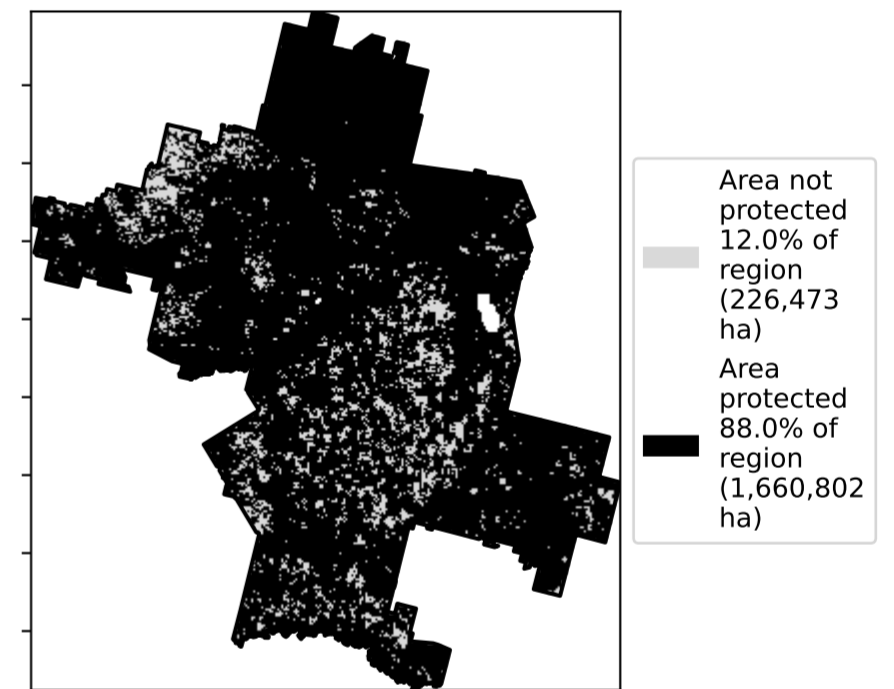 Area not
protected
12.0% of
region
(226,473
ha)
Area
protected
88.0% of
region
(1,660,802
ha)